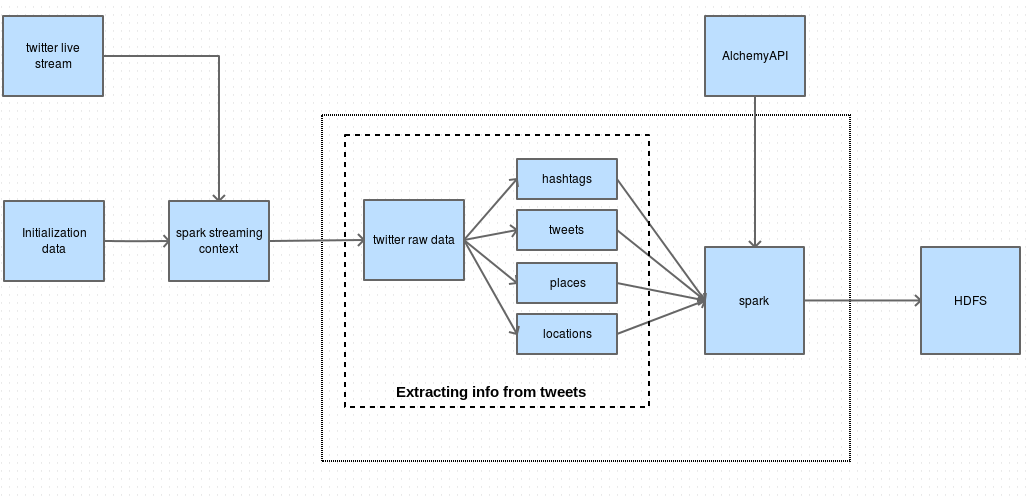 twitter live
stream
AlchemyAPI
Initialization
data
spark streaming
context
twitter raw data
hashtags
tweets
places
locations
spark
HDFS
Extracting info from tweets